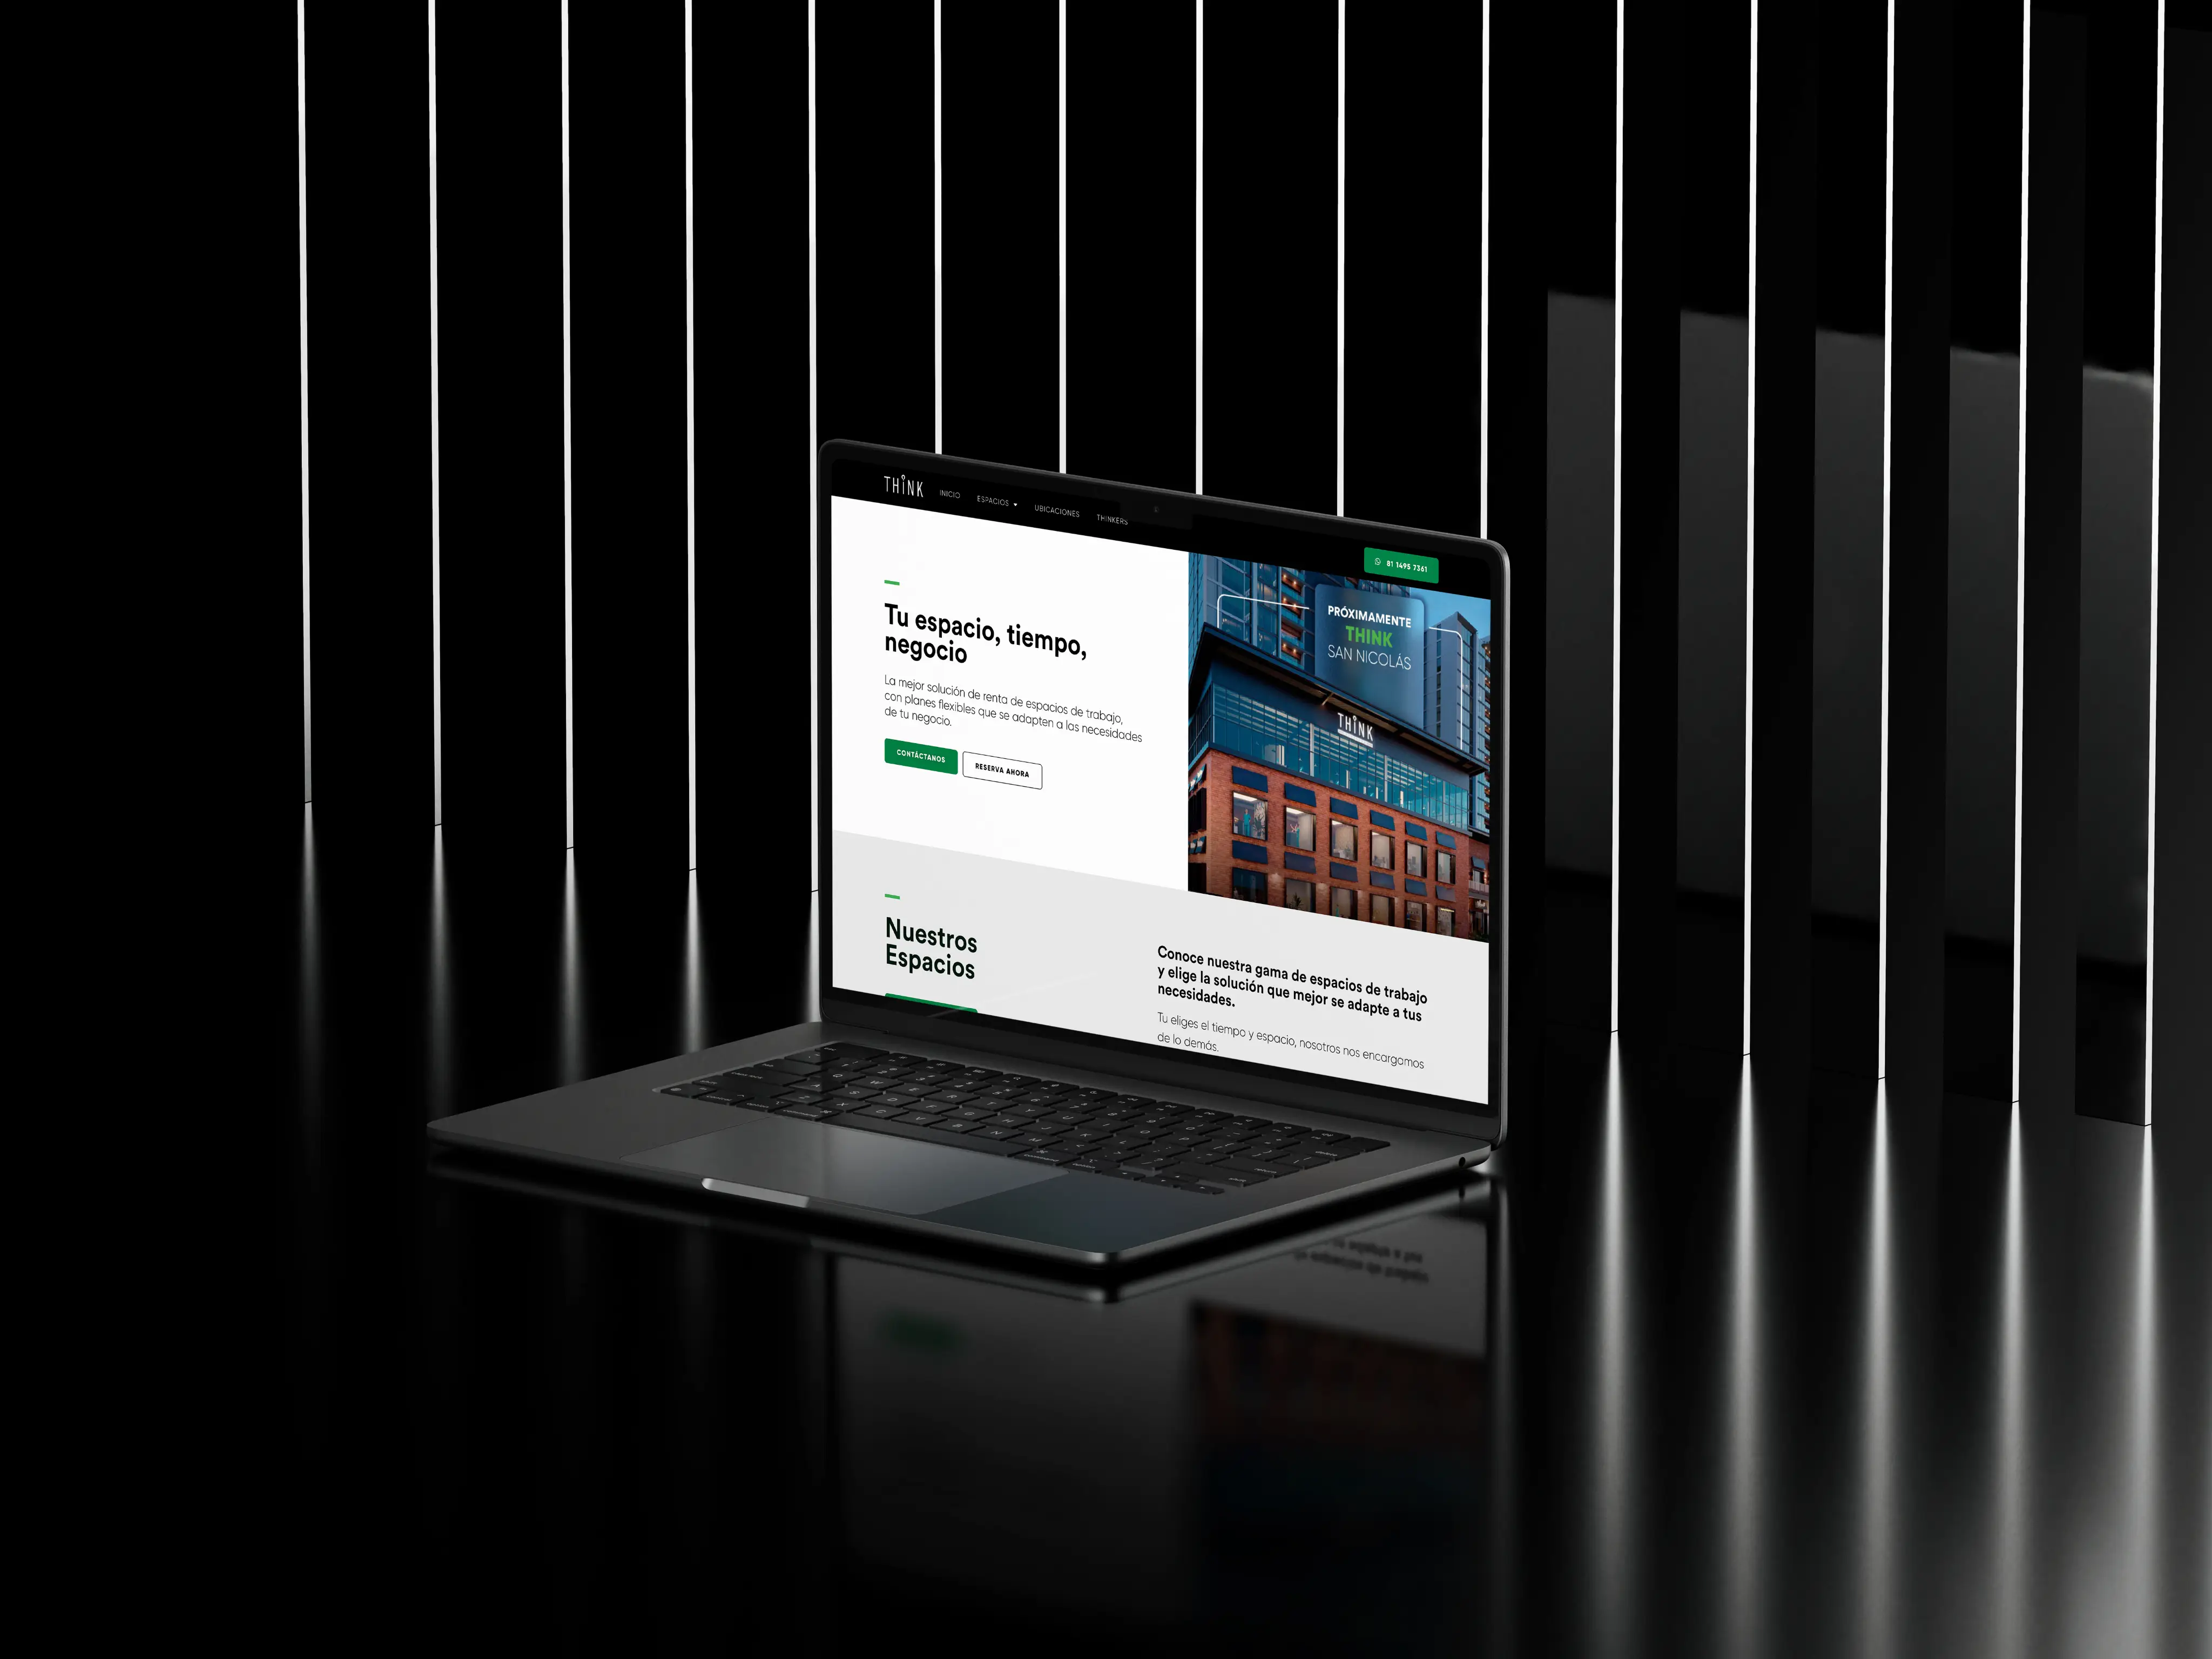 THiNK
INICIO
ESPACIOS
UBICACIONES
THINKERS
81 1495 7361
Tu espacio, tiempo,
negocio
La mejor solución de renta de espacios de trabajo,
con planes flexibles que se adapten a las necesidades
de tu negocio.
CONTÁCTANOS
RESERVA AHORA
PRÓXIMAMENTE
THINK
SAN NICOLÁS
THiNK
Nuestros
Espacios
Conoce nuestra gama de espacios de trabajo
y elige la solución que mejor se adapte a tus
necesidades.
Tu eliges el tiempo y espacio, nosotros nos encargamos
de lo demás.